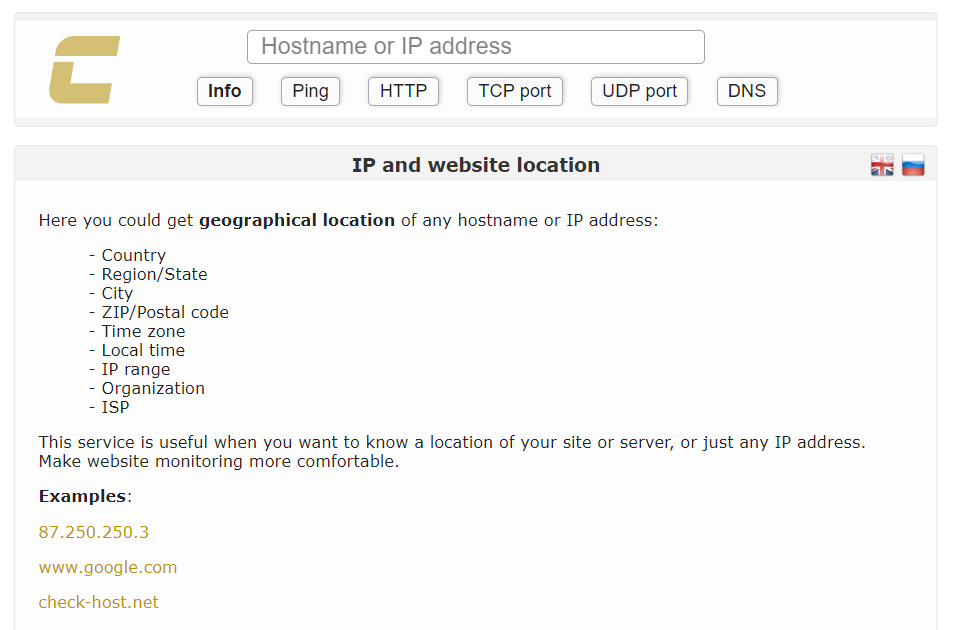 Hostname or IP address
Info Ping HTTP TCP port UDP port DNS
IP and website location
Here you could get geographical location of any hostname or IP address:
- Country
- Region/State
- City
- ZIP/Postal code
- Time zone
- Local time
- IP range
- Organization
- ISP
This service is useful when you want to know a location of your site or server, or just any IP address.
Make website monitoring more comfortable.
Examples:
87.250.250.3
www.google.com
check-host.net